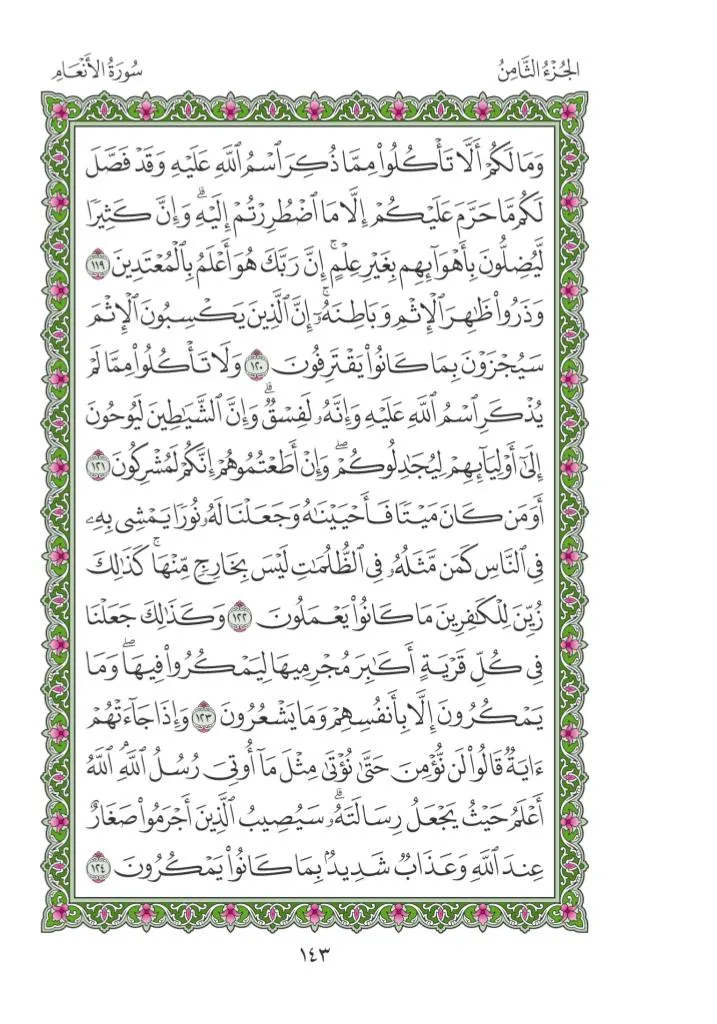 الجُزْءُ الثَّامِنُ
سُورَةُ الأَنْعَامِ
وَمَا لَكُمْ أَلَّا تَأْكُلُواْ مِمَّا ذُكِرَ ٱسْمُ ٱللَّهِ عَلَيْهِ وَقَدْ فَصَّلَ
لَكُم مَّا حَرَّمَ عَلَيْكُمْ إِلَّا مَا ٱضْطُرِرْتُمْ إِلَيْهِۗ وَإِنَّ كَثِيرًا
لَّيُضِلُّونَ بِأَهْوَآئِهِم بِغَيْرِ عِلْمٍۚ إِنَّ رَبَّكَ هُوَ أَعْلَمُ بِٱلْمُعْتَدِينَ ١١٩
وَذَرُواْ ظَٰهِرَ ٱلْإِثْمِ وَبَاطِنَهُۥٓۚ إِنَّ ٱلَّذِينَ يَكْسِبُونَ ٱلْإِثْمَ
سَيُجْزَوْنَ بِمَا كَانُواْ يَقْتَرِفُونَ ١٢٠ وَلَا تَأْكُلُواْ مِمَّا لَمْ
يُذْكَرِ ٱسْمُ ٱللَّهِ عَلَيْهِ وَإِنَّهُۥ لَفِسْقٌۗ وَإِنَّ ٱلشَّيَٰطِينَ لَيُوحُونَ
إِلَىٰٓ أَوْلِيَآئِهِمْ لِيُجَٰدِلُوكُمْۖ وَإِنْ أَطَعْتُمُوهُمْ إِنَّكُمْ لَمُشْرِكُونَ ١٢١
أَوَمَن كَانَ مَيْتًا فَأَحْيَيْنَٰهُ وَجَعَلْنَا لَهُۥ نُورًا يَمْشِى بِهِۦ
فِى ٱلنَّاسِ كَمَن مَّثَلُهُۥ فِى ٱلظُّلُمَٰتِ لَيْسَ بِخَارِجٍ مِّنْهَاۚ كَذَٰلِكَ
زُيِّنَ لِلْكَٰفِرِينَ مَا كَانُواْ يَعْمَلُونَ ١٢٢ وَكَذَٰلِكَ جَعَلْنَا
فِى كُلِّ قَرْيَةٍ أَكَٰبِرَ مُجْرِمِيهَا لِيَمْكُرُواْ فِيهَاۖ وَمَا
يَمْكُرُونَ إِلَّا بِأَنفُسِهِمْ وَمَا يَشْعُرُونَ ١٢٣ وَإِذَا جَآءَتْهُمْ
ءَايَةٌ قَالُواْ لَن نُّؤْمِنَ حَتَّىٰ نُؤْتَىٰ مِثْلَ مَآ أُوتِىَ رُسُلُ ٱللَّهِۘ ٱللَّهُ
أَعْلَمُ حَيْثُ يَجْعَلُ رِسَالَتَهُۥۗ سَيُصِيبُ ٱلَّذِينَ أَجْرَمُواْ صَغَارٌ
عِندَ ٱللَّهِ وَعَذَابٌ شَدِيدٌۢ بِمَا كَانُواْ يَمْكُرُونَ ١٢٤
١٤٣